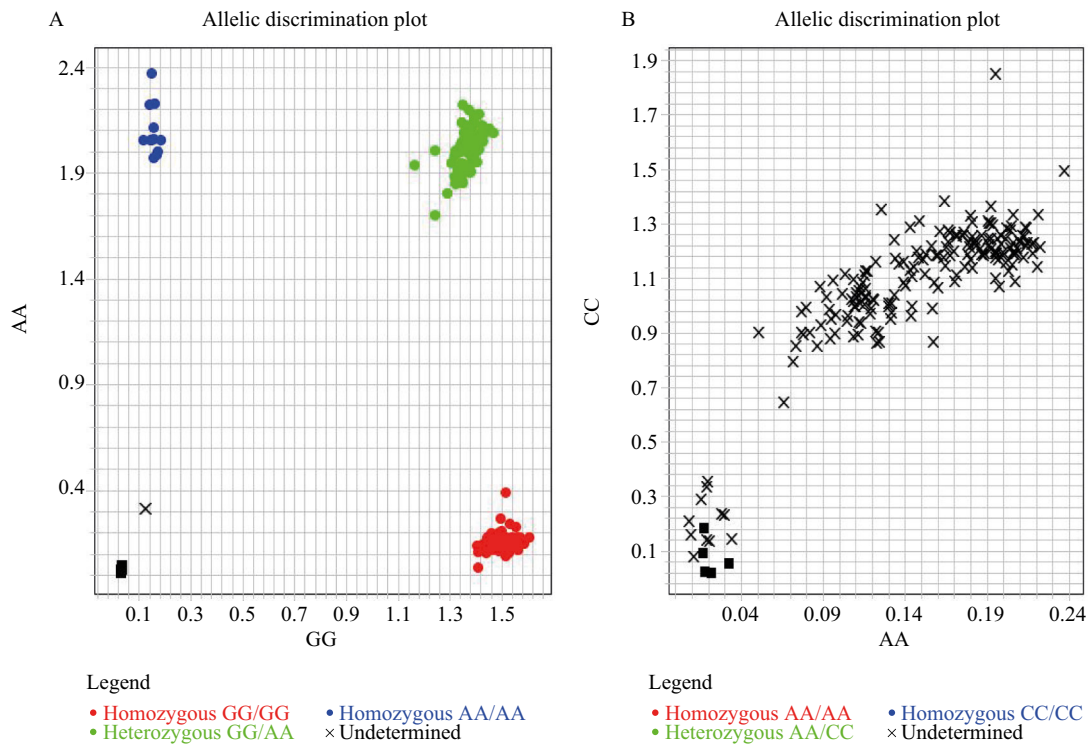 A
Allelic discrimination plot
2.4
1.9
1.4
0.9
0.4
AA
0.1 0.3 0.5 0.7 0.9 1.1 1.3 1.5
GG
Legend
Homozygous GG/GG
Homozygous AA/AA
Heterozygous GG/AA
× Undetermined
B
Allelic discrimination plot
1.9
1.7
1.5
1.3
1.1
0.9
0.7
0.5
0.3
0.1
CC
0.04 0.09 0.14 0.19 0.24
AA
Legend
Homozygous AA/AA
Homozygous CC/CC
Heterozygous AA/CC
× Undetermined